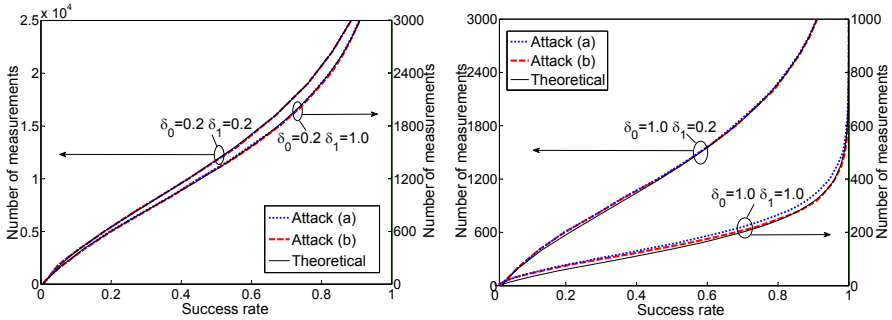 2.5 x 10⁴
2
1.5
1
0.5
0
Number of measurements
3000
2400
1800
1200
600
0
Number of measurements
δ0=0.2 δ1=0.2
δ0=0.2 δ1=1.0
Attack (a)
Attack (b)
Theoretical
0 0.2 0.4 0.6 0.8 1
Success rate
3000
2400
1800
1200
600
0
Number of measurements
1000
800
600
400
200
0
Number of measurements
Attack (a)
Attack (b)
Theoretical
δ0=1.0 δ1=0.2
δ0=1.0 δ1=1.0
0.2 0.4 0.6 0.8 1
Success rate